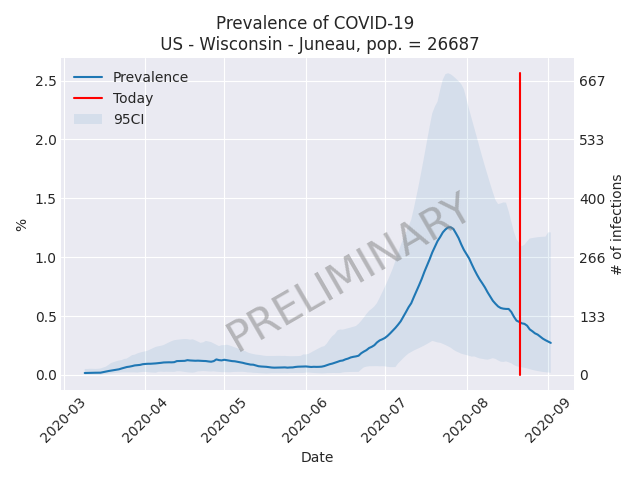 Prevalence of COVID-19
US - Wisconsin - Juneau, pop. = 26687
Prevalence
Today
95CI
PRELIMINARY
%
2.5
2.0
1.5
1.0
0.5
0.0
667
533
400
266
133
0
# of infections
2020-03
2020-04
2020-05
2020-06
2020-07
2020-08
2020-09
Date